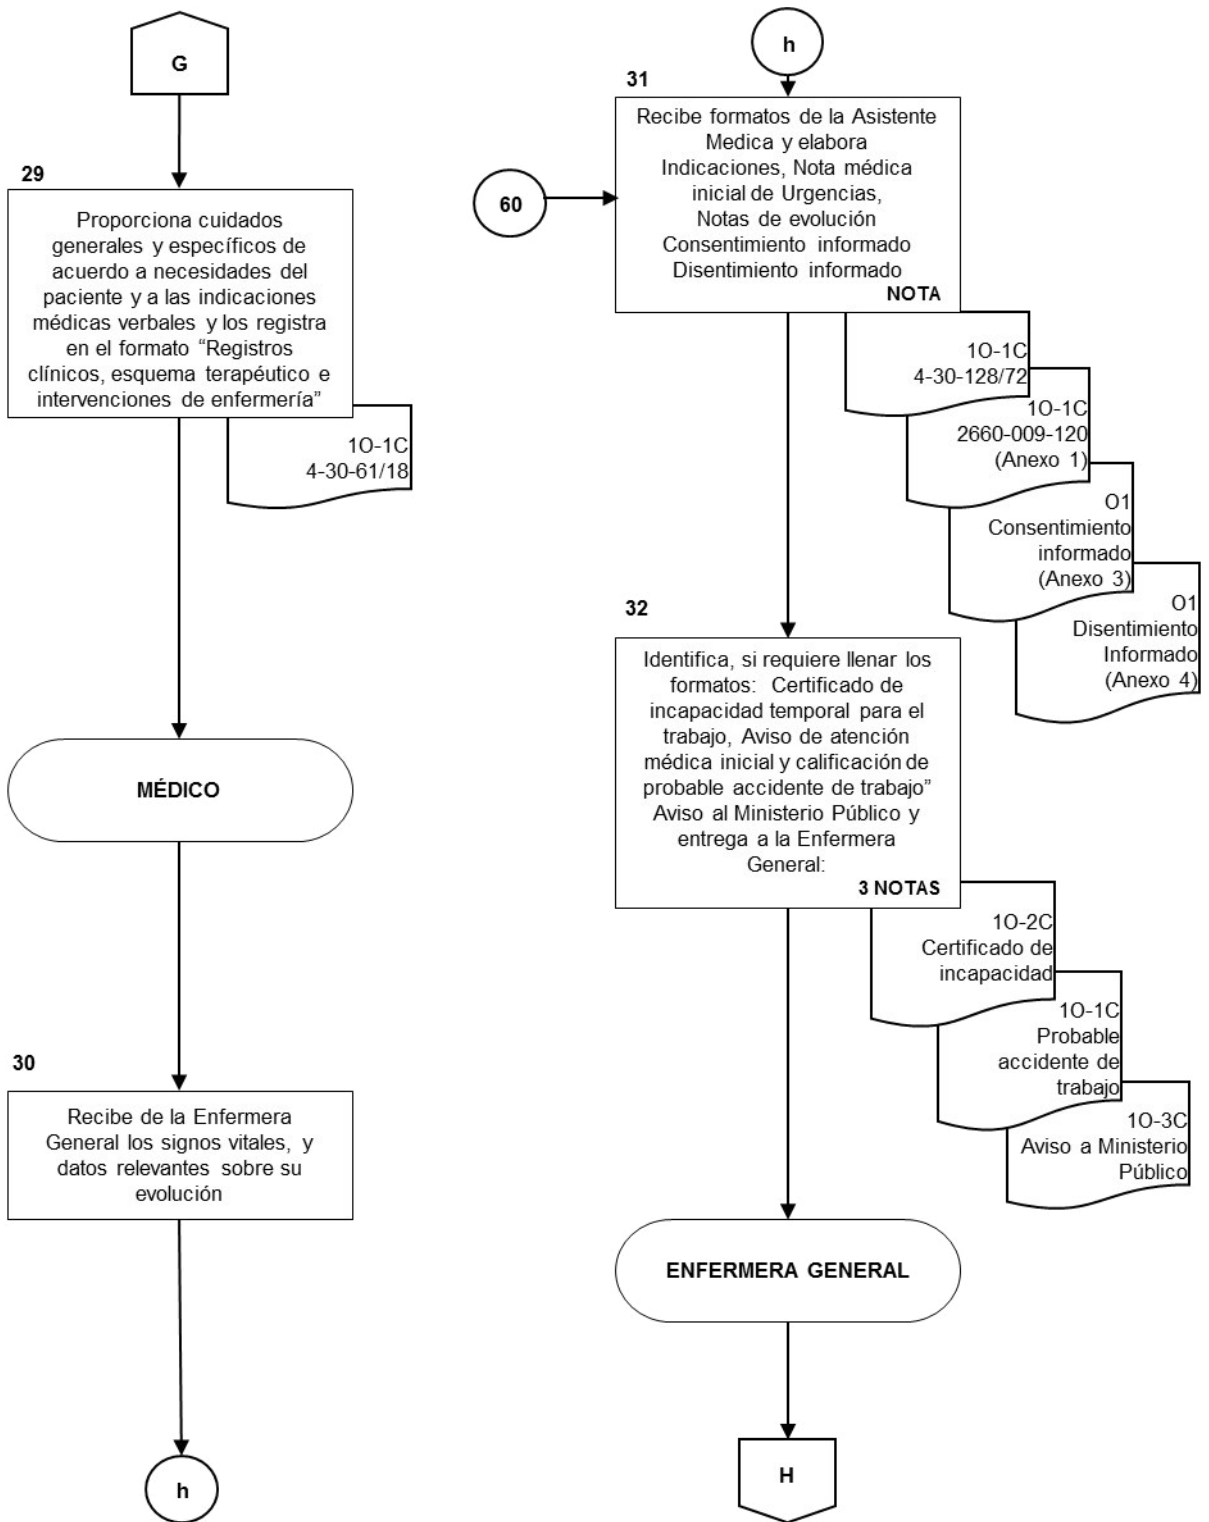 G
29
Proporciona cuidados
generales y específicos de
acuerdo a necesidades del
paciente y a las indicaciones
médicas verbales y los registra
en el formato “Registros
clínicos, esquema terapéutico e
intervenciones de enfermería”
1O-1C
4-30-61/18
MÉDICO
30
Recibe de la Enfermera
General los signos vitales, y
datos relevantes sobre su
evolución
h
h
31
60
Recibe formatos de la Asistente
Medica y elabora
Indicaciones, Nota médica
inicial de Urgencias,
Notas de evolución
Consentimiento informado
Disentimiento informado
NOTA
1O-1C
4-30-128/72
1O-1C
2660-009-120
(Anexo 1)
O1
Consentimiento
informado
(Anexo 3)
O1
Disentimiento
Informado
(Anexo 4)
32
Identifica, si requiere llenar los
formatos: Certificado de
incapacidad temporal para el
trabajo, Aviso de atención
médica inicial y calificación de
probable accidente de trabajo”
Aviso al Ministerio Público y
entrega a la Enfermera
General:
3 NOTAS
1O-2C
Certificado de
incapacidad
1O-1C
Probable
accidente de
trabajo
1O-3C
Aviso a Ministerio
Público
ENFERMERA GENERAL
H